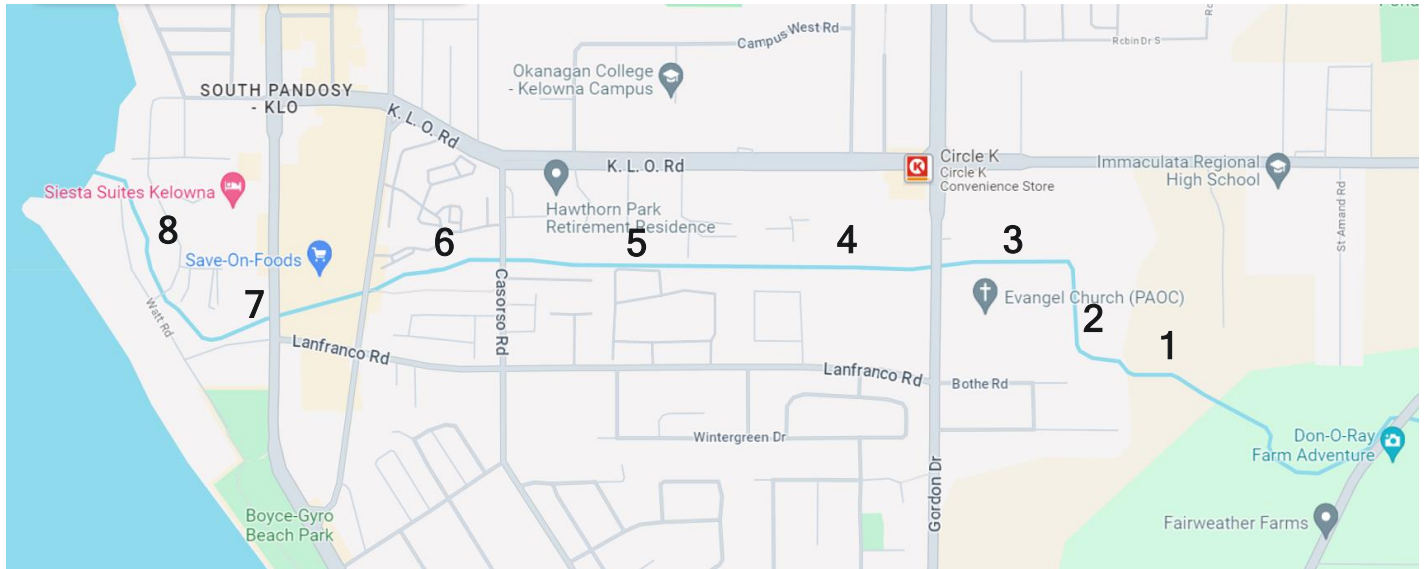 Campus West Rd
Robin Dr S
Okanagan College
- Kelowna Campus
SOUTH PANDOSY
- KLO
K. L. O. Rd
K. L. O. Rd
Circle K
Circle K
Convenience Store
Immaculata Regional
High School
Siesta Suites Kelowna
Hawthorn Park
Retirement Residence
St Amand Rd
8
6
5
4
3
Save-On-Foods
7
Watt Rd
Casorso Rd
Evangel Church (PAOC)
2
1
Lanfranco Rd
Lanfranco Rd
Bothe Rd
Wintergreen Dr
Don-O-Ray
Farm Adventure
Gordon Dr
Boyce-Gyro
Beach Park
Fairweather Farms
K